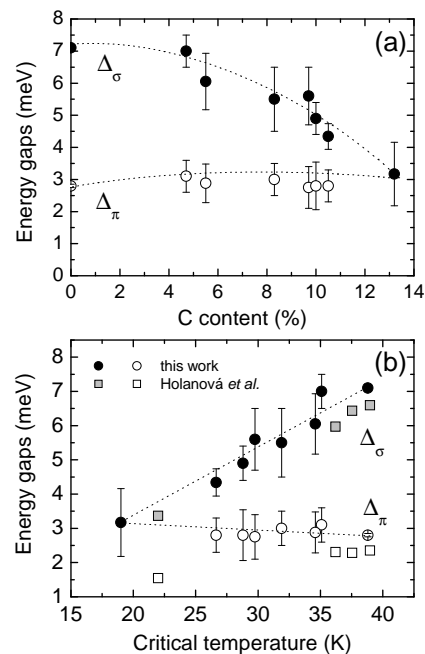 8
(a)
7
6
Δσ
5
4
3
2
Δπ
1
0
0 2 4 6 8 10 12 14
Energy gaps (meV)
C content (%)
8
(b)
this work
7
Holanová et al.
6
5
Δσ
4
Δπ
3
2
1
15 20 25 30 35 40
Energy gaps (meV)
Critical temperature (K)